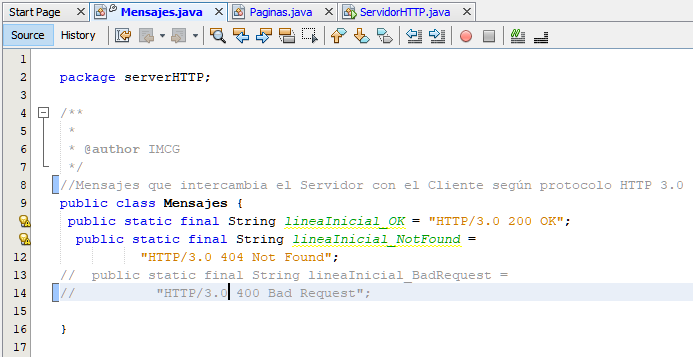 Start Page Mensajes.java Paginas.java ServidorHTTP.java
Source History
1
2 package serverHTTP;
3
4 /**
5 *
6 * @author IMCG
7 */
8 //Mensajes que intercambia el Servidor con el Cliente según protocolo HTTP 3.0
9 public class Mensajes {
public static final String lineaInicial_OK = "HTTP/3.0 200 OK";
public static final String lineaInicial_NotFound =
12 "HTTP/3.0 404 Not Found";
13 // public static final String lineaInicial_BadRequest =
14 // "HTTP/3.0 400 Bad Request";
15
16 }
17